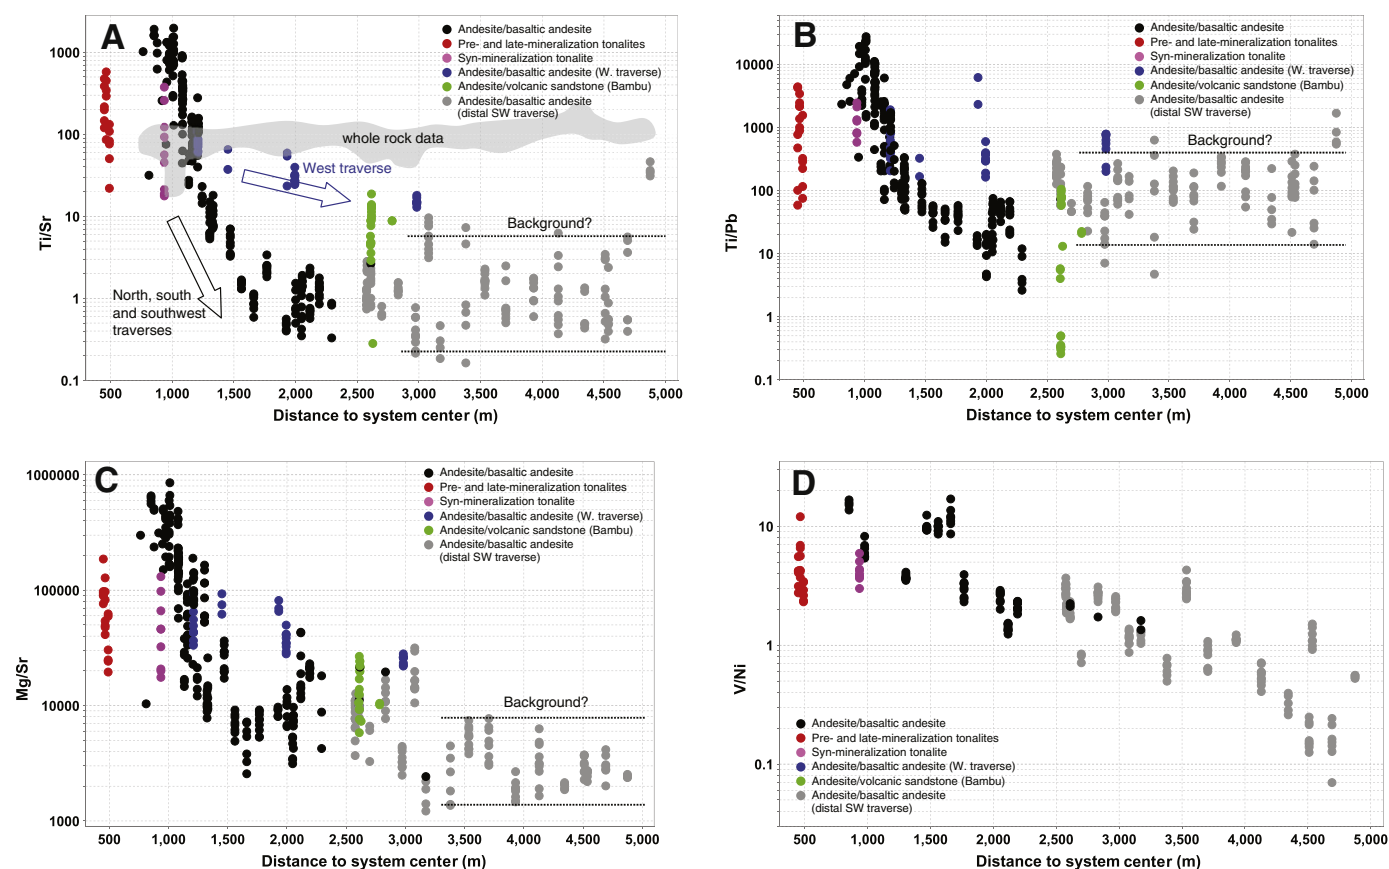 A
Andesite/basaltic andesite
Pre- and late-mineralization tonalites
Syn-mineralization tonalite
Andesite/basaltic andesite (W. traverse)
Andesite/volcanic sandstone (Bambu)
Andesite/basaltic andesite
(distal SW traverse)
whole rock data
West traverse
Background?
North, south
and southwest
traverses
Ti/Sr
1000
100
10
1
0.1
500
1,000
1,500
2,000
2,500
3,000
3,500
4,000
4,500
5,000
Distance to system center (m)
B
Andesite/basaltic andesite
Pre- and late-mineralization tonalites
Syn-mineralization tonalite
Andesite/basaltic andesite (W. traverse)
Andesite/volcanic sandstone (Bambu)
Andesite/basaltic andesite
(distal SW traverse)
Background?
Ti/Pb
10000
1000
100
10
1
0.1
500
1,000
1,500
2,000
2,500
3,000
3,500
4,000
4,500
5,000
Distance to system center (m)
C
Andesite/basaltic andesite
Pre- and late-mineralization tonalites
Syn-mineralization tonalite
Andesite/basaltic andesite (W. traverse)
Andesite/volcanic sandstone (Bambu)
Andesite/basaltic andesite
(distal SW traverse)
Background?
Mg/Sr
1000000
100000
10000
1000
500
1,000
1,500
2,000
2,500
3,000
3,500
4,000
4,500
5,000
Distance to system center (m)
D
V/Ni
10
1
0.1
Andesite/basaltic andesite
Pre- and late-mineralization tonalites
Syn-mineralization tonalite
Andesite/basaltic andesite (W. traverse)
Andesite/volcanic sandstone (Bambu)
Andesite/basaltic andesite
(distal SW traverse)
500
1,000
1,500
2,000
2,500
3,000
3,500
4,000
4,500
5,000
Distance to system center (m)